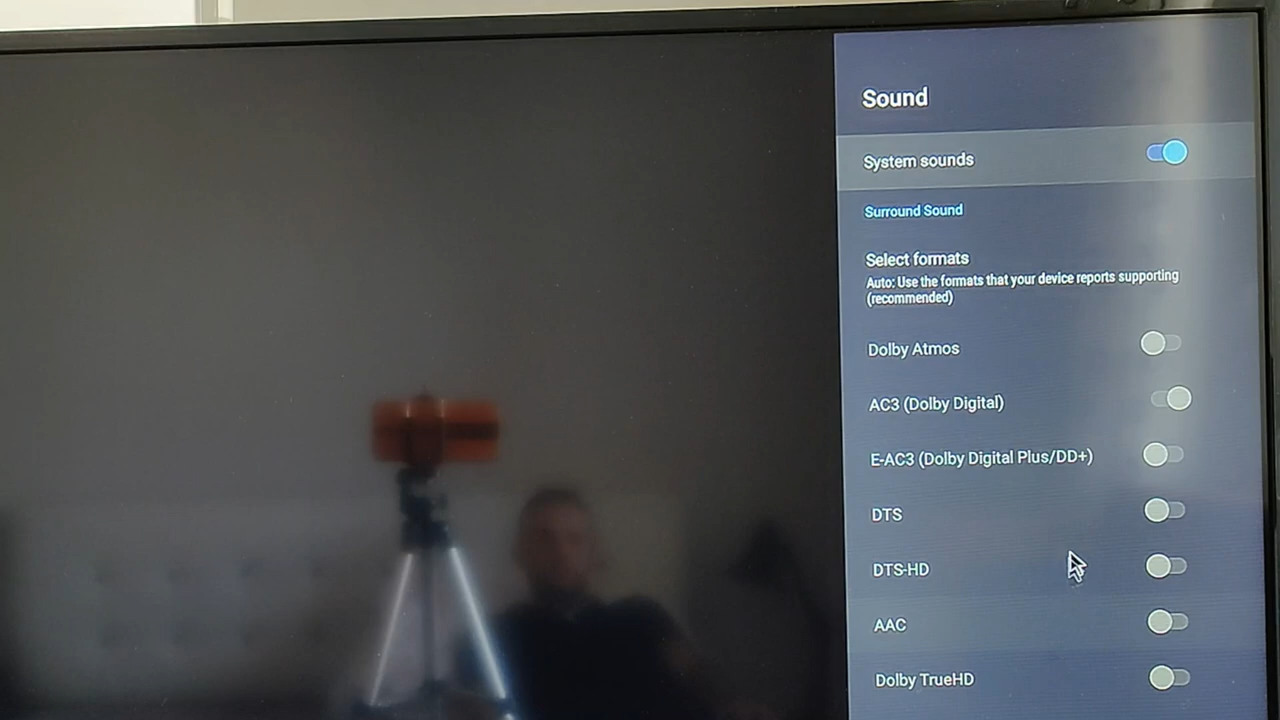 Sound
System sounds
Surround Sound
Select formats
Auto: Use the formats that your device reports supporting
(recommended)
Dolby Atmos
AC3 (Dolby Digital)
E-AC3 (Dolby Digital Plus/DD+)
DTS
DTS-HD
AAC
Dolby TrueHD